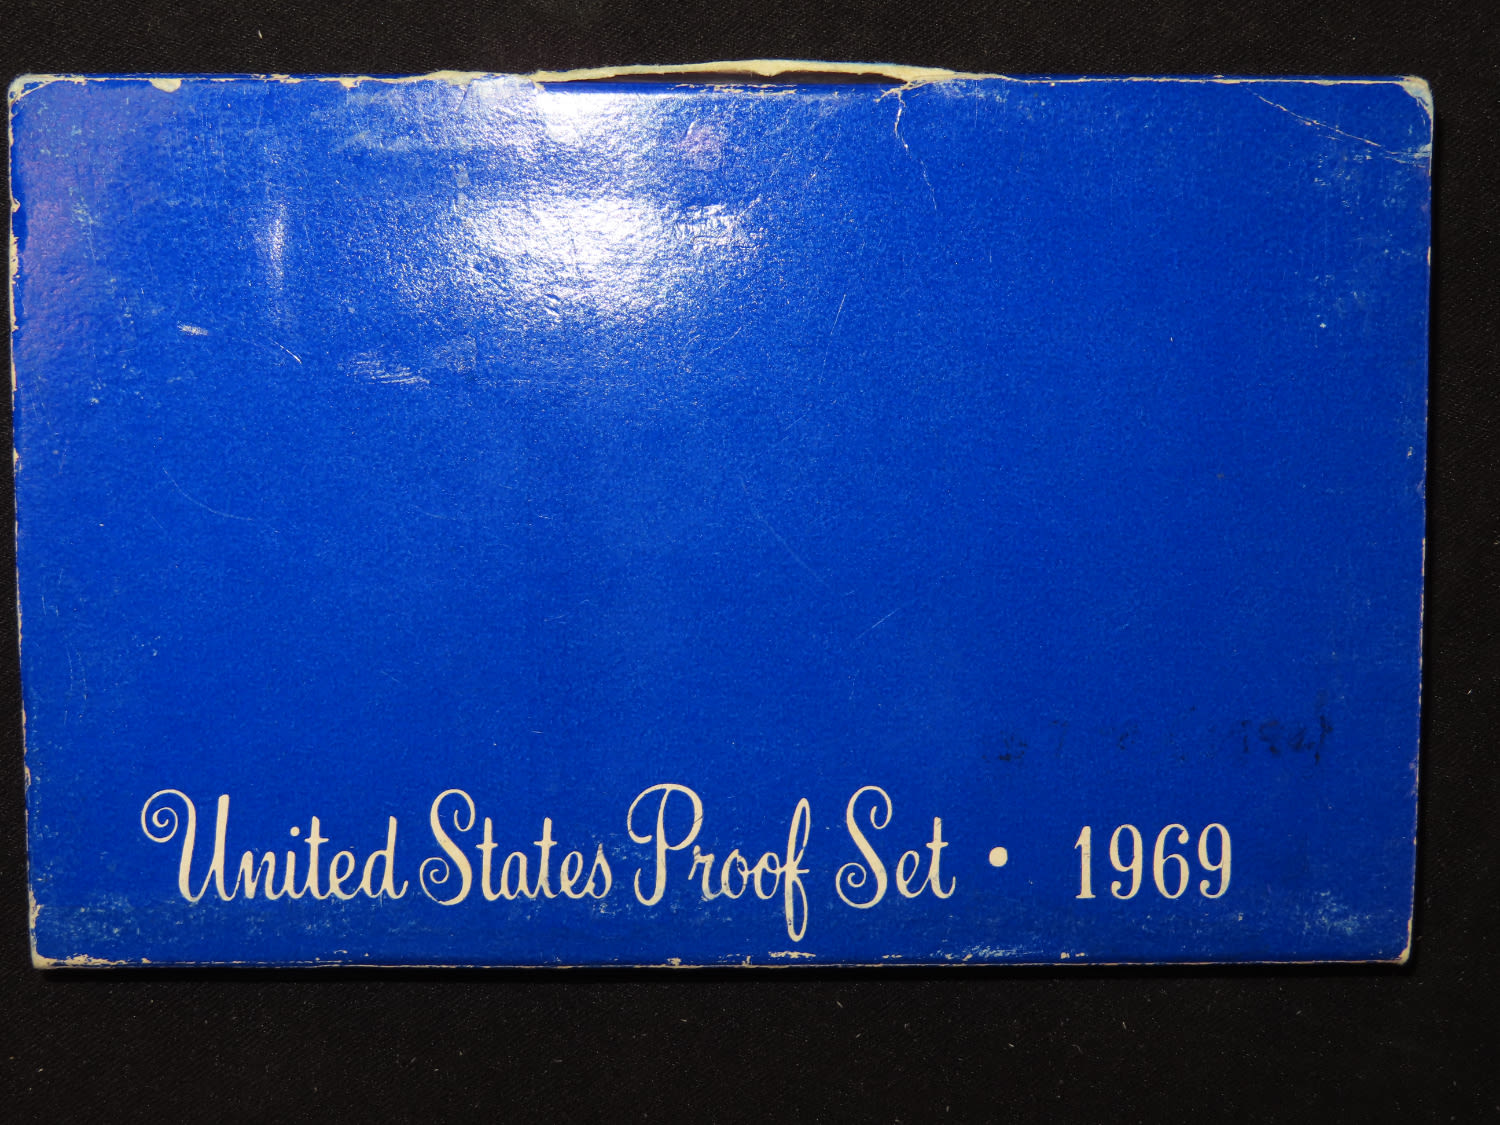 United States Proof Set • 1969